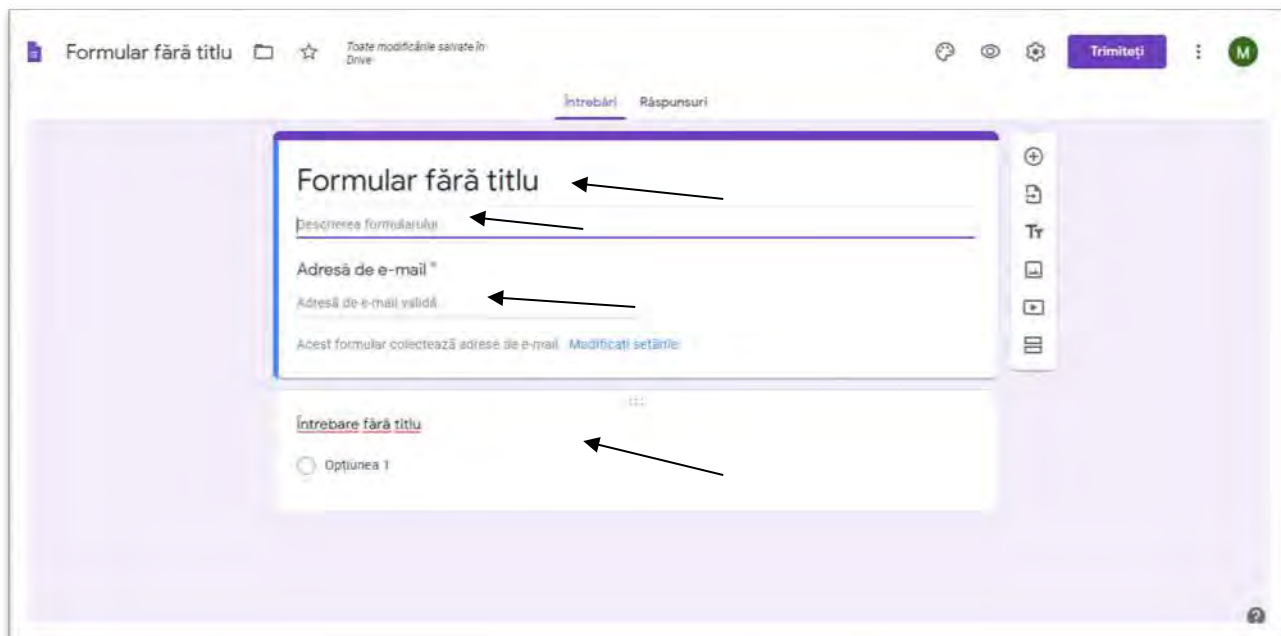 Formular fără titlu
Toate modificările salvate în
Drive
Trimiteți
M
Întrebări Răspunsuri
Formular fără titlu
Descrierea formularului
Adresă de e-mail *
Adresă de e-mail validă
Acest formular colectează adrese de e-mail. Modificați setările
Întrebare fără titlu
Opțiunea 1